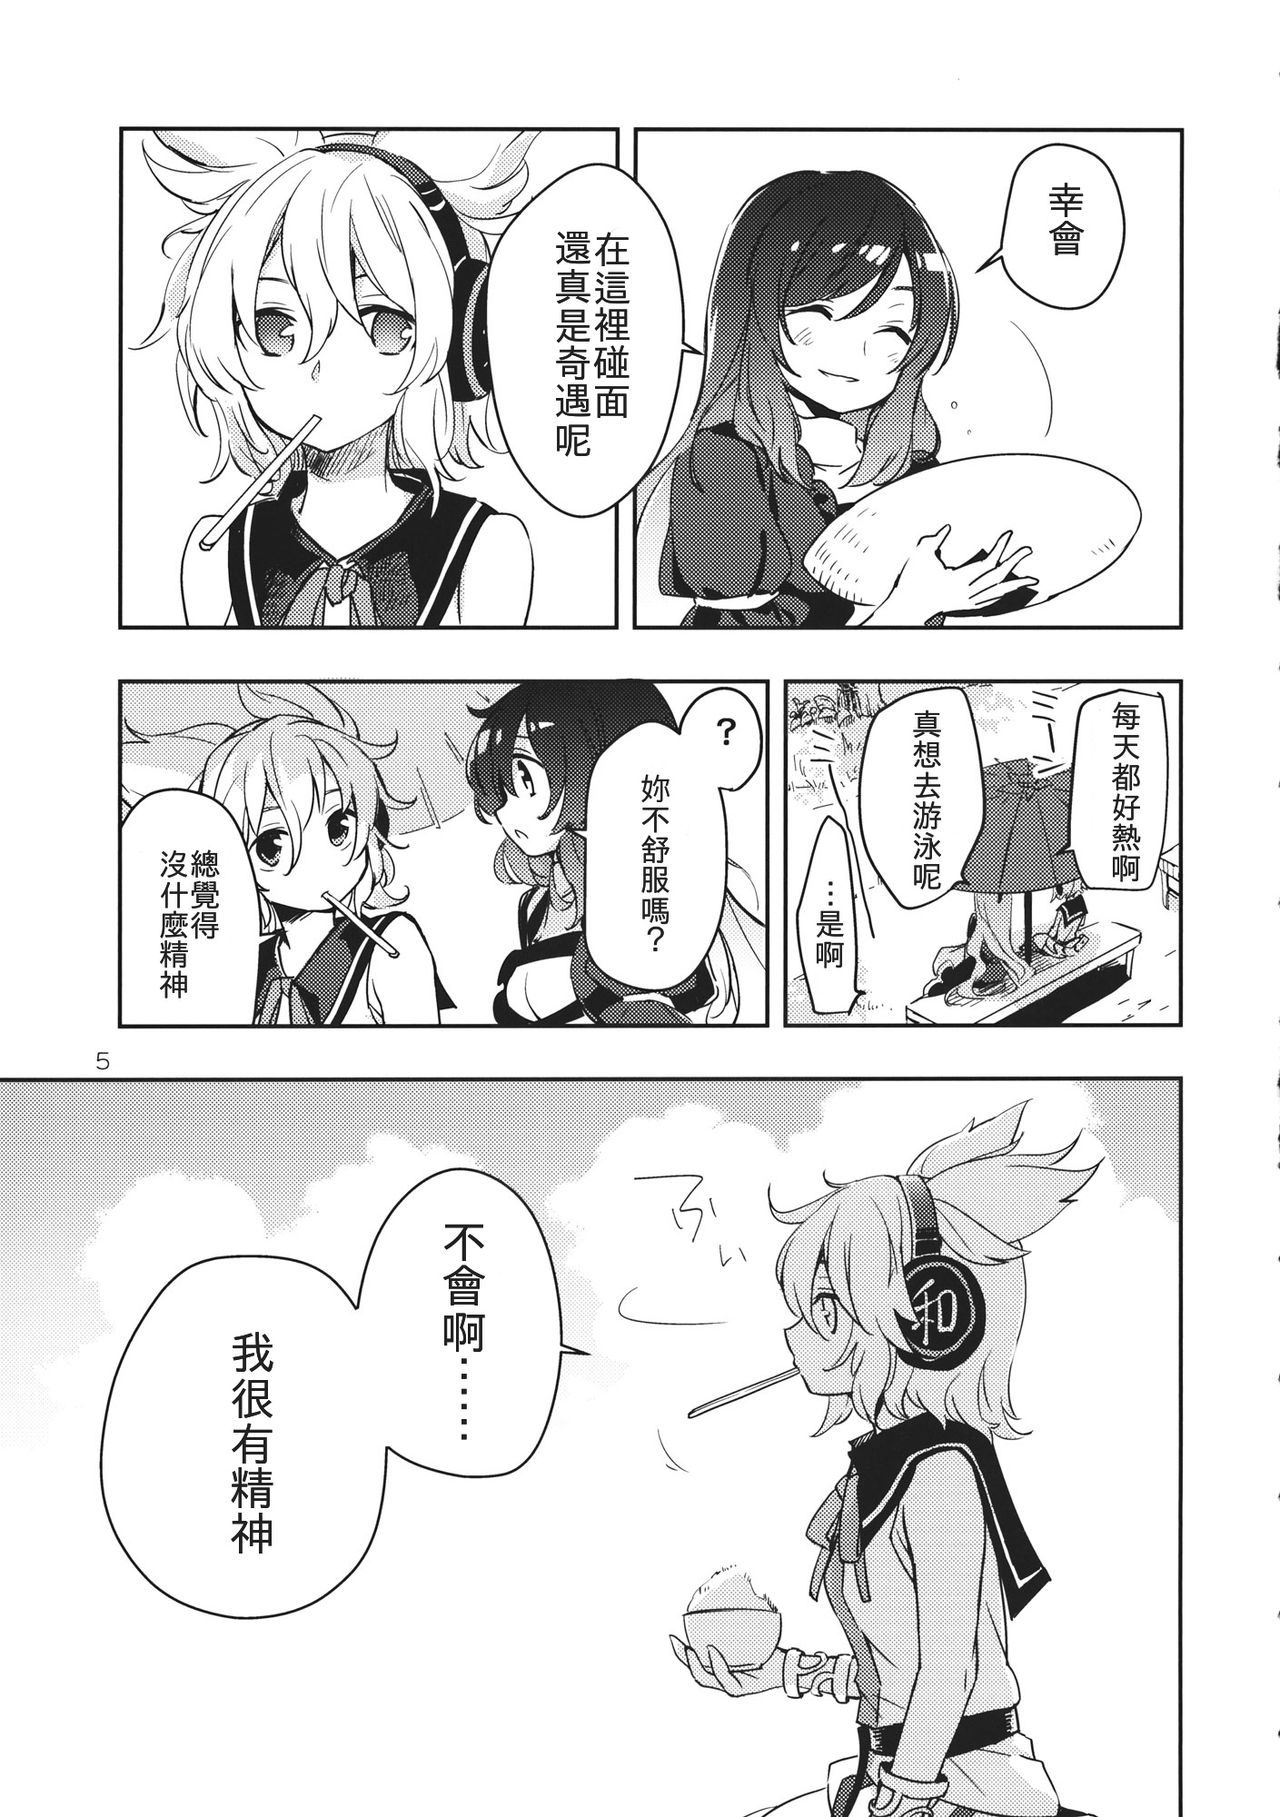 幸會
在這裡碰面
還真是奇遇呢
每天都好熱啊
真想去游泳呢
…是啊
？
妳不舒服嗎？
總覺得
沒什麼精神
ふぃ
和
不會啊……
我很有精神
5